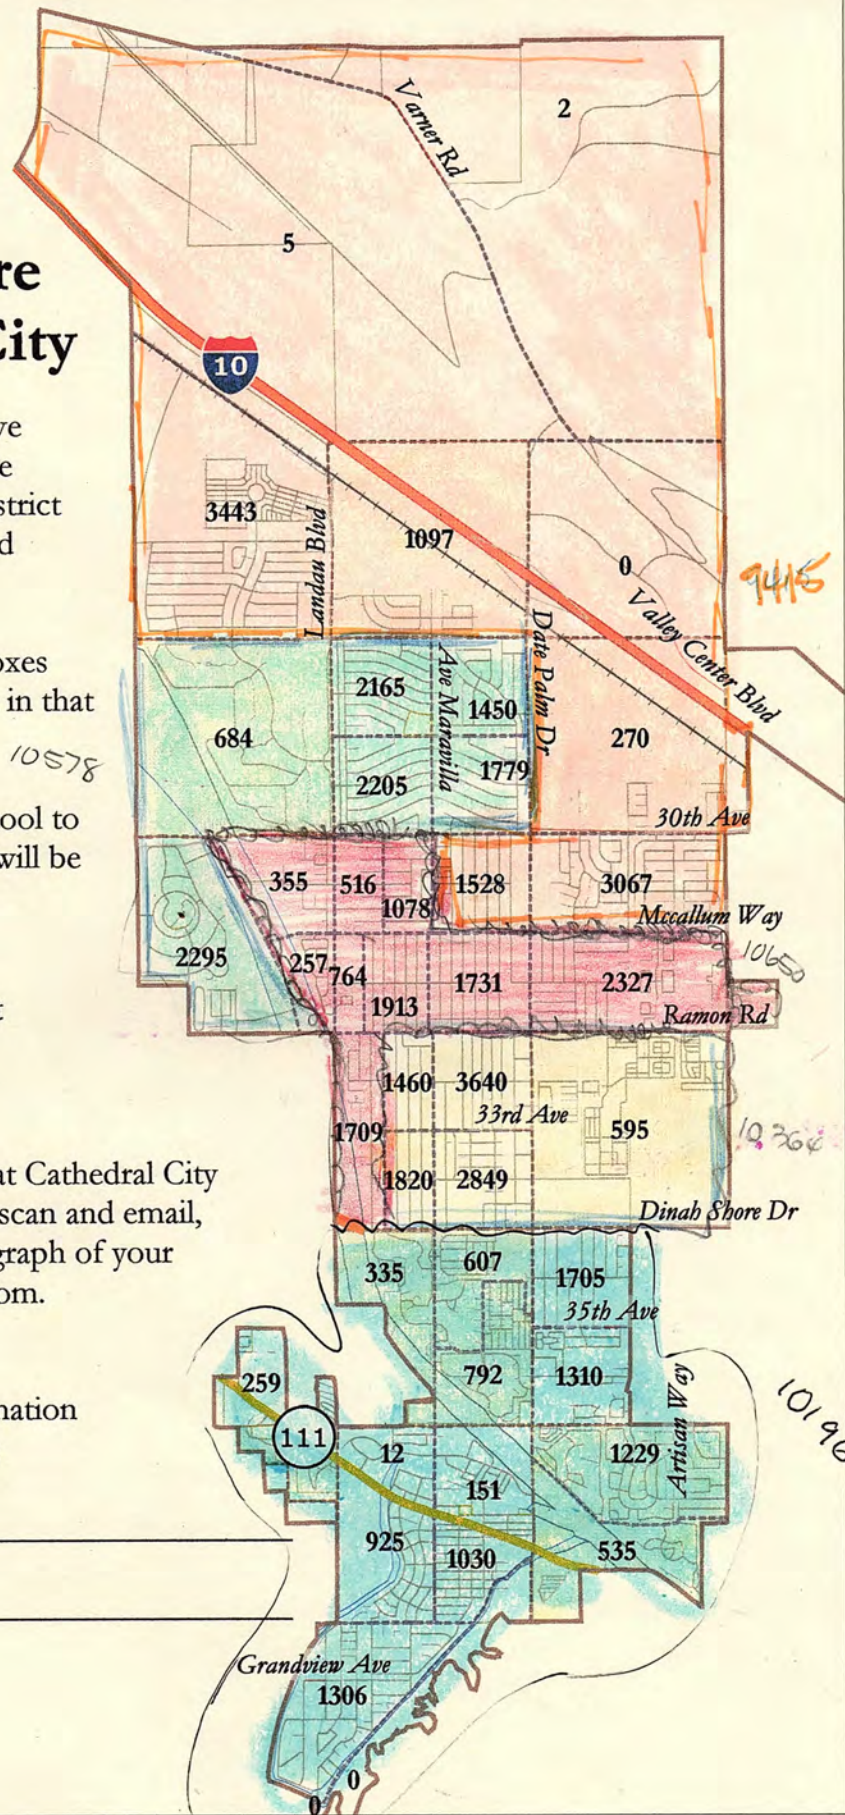 2
Varner Rd
5
re
City
10
ve
e
strict
d
3443
Landau Blvd
1097
0
Valley Center Blvd
9415
oxes
in that
10578
684
2165
Ave Maravilla
1450
Date Palm Dr
270
2205
1779
30th Ave
ool to
will be
355
516
1078
1528
3067
Mccallum Way
2295
257
764
1913
1731
2327
10650
Ramon Rd
t
1460
3640
33rd Ave
595
1709
10,364
1820
2849
Dinah Shore Dr
at Cathedral City
scan and email,
graph of your
om.
335
607
1705
35th Ave
259
792
1310
Artisan Way
nation
111
12
1229
10196
151
925
1030
535
Grandview Ave
1306
0
0